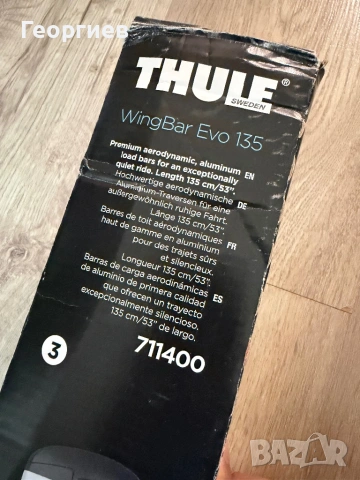 Георгиев
THULE®
SWEDEN
WingBar Evo 135
Premium aerodynamic, aluminum EN
load bars for an exceptionally
quiet ride. Length 135 cm/53".
Hochwertige aerodynamische DE
Aluminium-Traversen für eine
außergewöhnlich ruhige Fahrt.
Länge 135 cm/53"
Barres de toit aérodynamiques FR
haut de gamme en aluminium
pour des trajets sûrs
et silencieux.
Longueur 135 cm/53".
Barras de carga aerodinámicas ES
de aluminio de primera calidad
que ofrecen un trayecto
excepcionalmente silencioso,
135 cm/53" de largo.
3
711400
BAZAR
bg